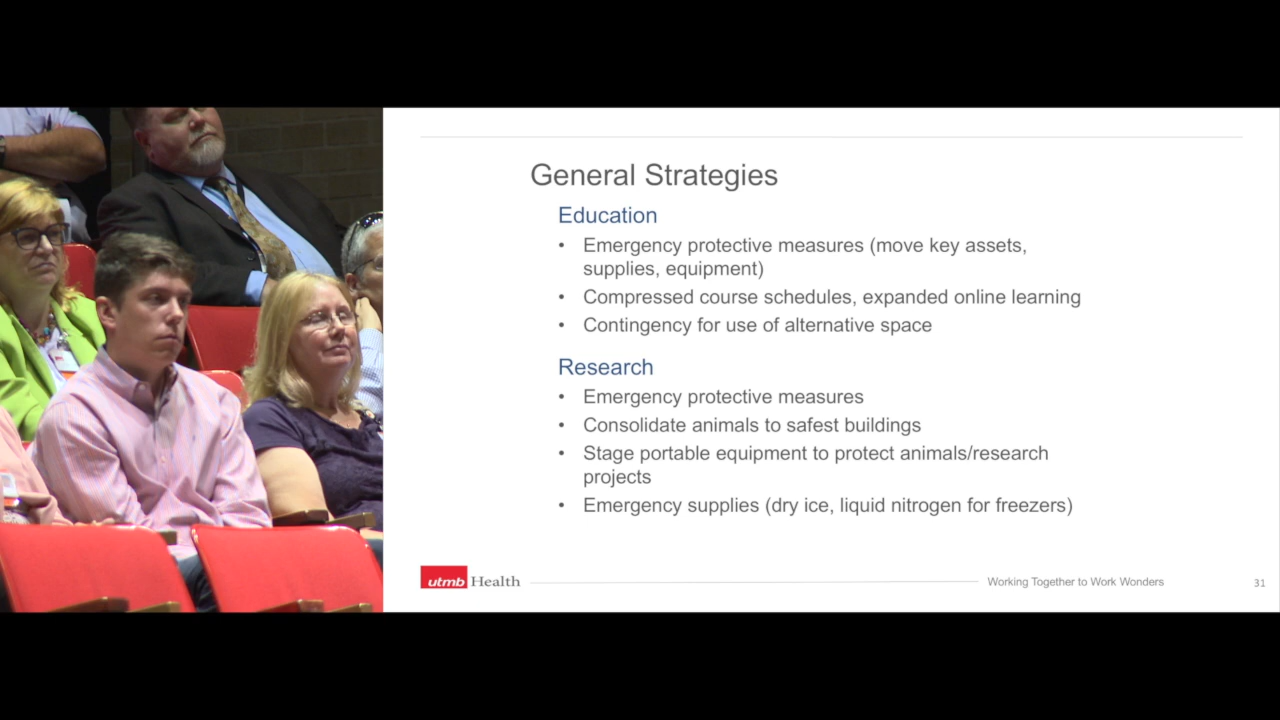 General Strategies
Education
• Emergency protective measures (move key assets,
supplies, equipment)
• Compressed course schedules, expanded online learning
• Contingency for use of alternative space
Research
• Emergency protective measures
• Consolidate animals to safest buildings
• Stage portable equipment to protect animals/research
projects
• Emergency supplies (dry ice, liquid nitrogen for freezers)
utmb Health
Working Together to Work Wonders
31